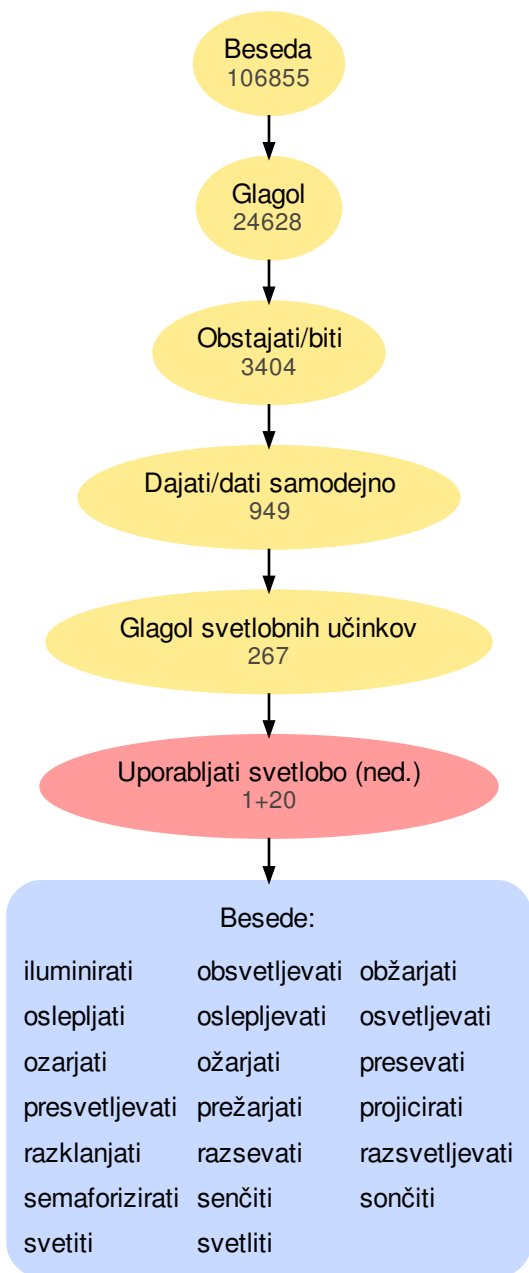 Beseda
106855
Glagol
24628
Obstajati/biti
3404
Dajati/dati samodejno
949
Glagol svetlobnih učinkov
267
Uporabljati svetlobo (ned.)
1+20
Besede:
iluminirati obsvetljevati obžarjati
oslepljati oslepljevati osvetljevati
ozarjati ožarjati presevati
presvetljevati prežarjati projicirati
razklanjati razsevati razsvetljevati
semaforizirati senčiti sončiti
svetiti svetliti